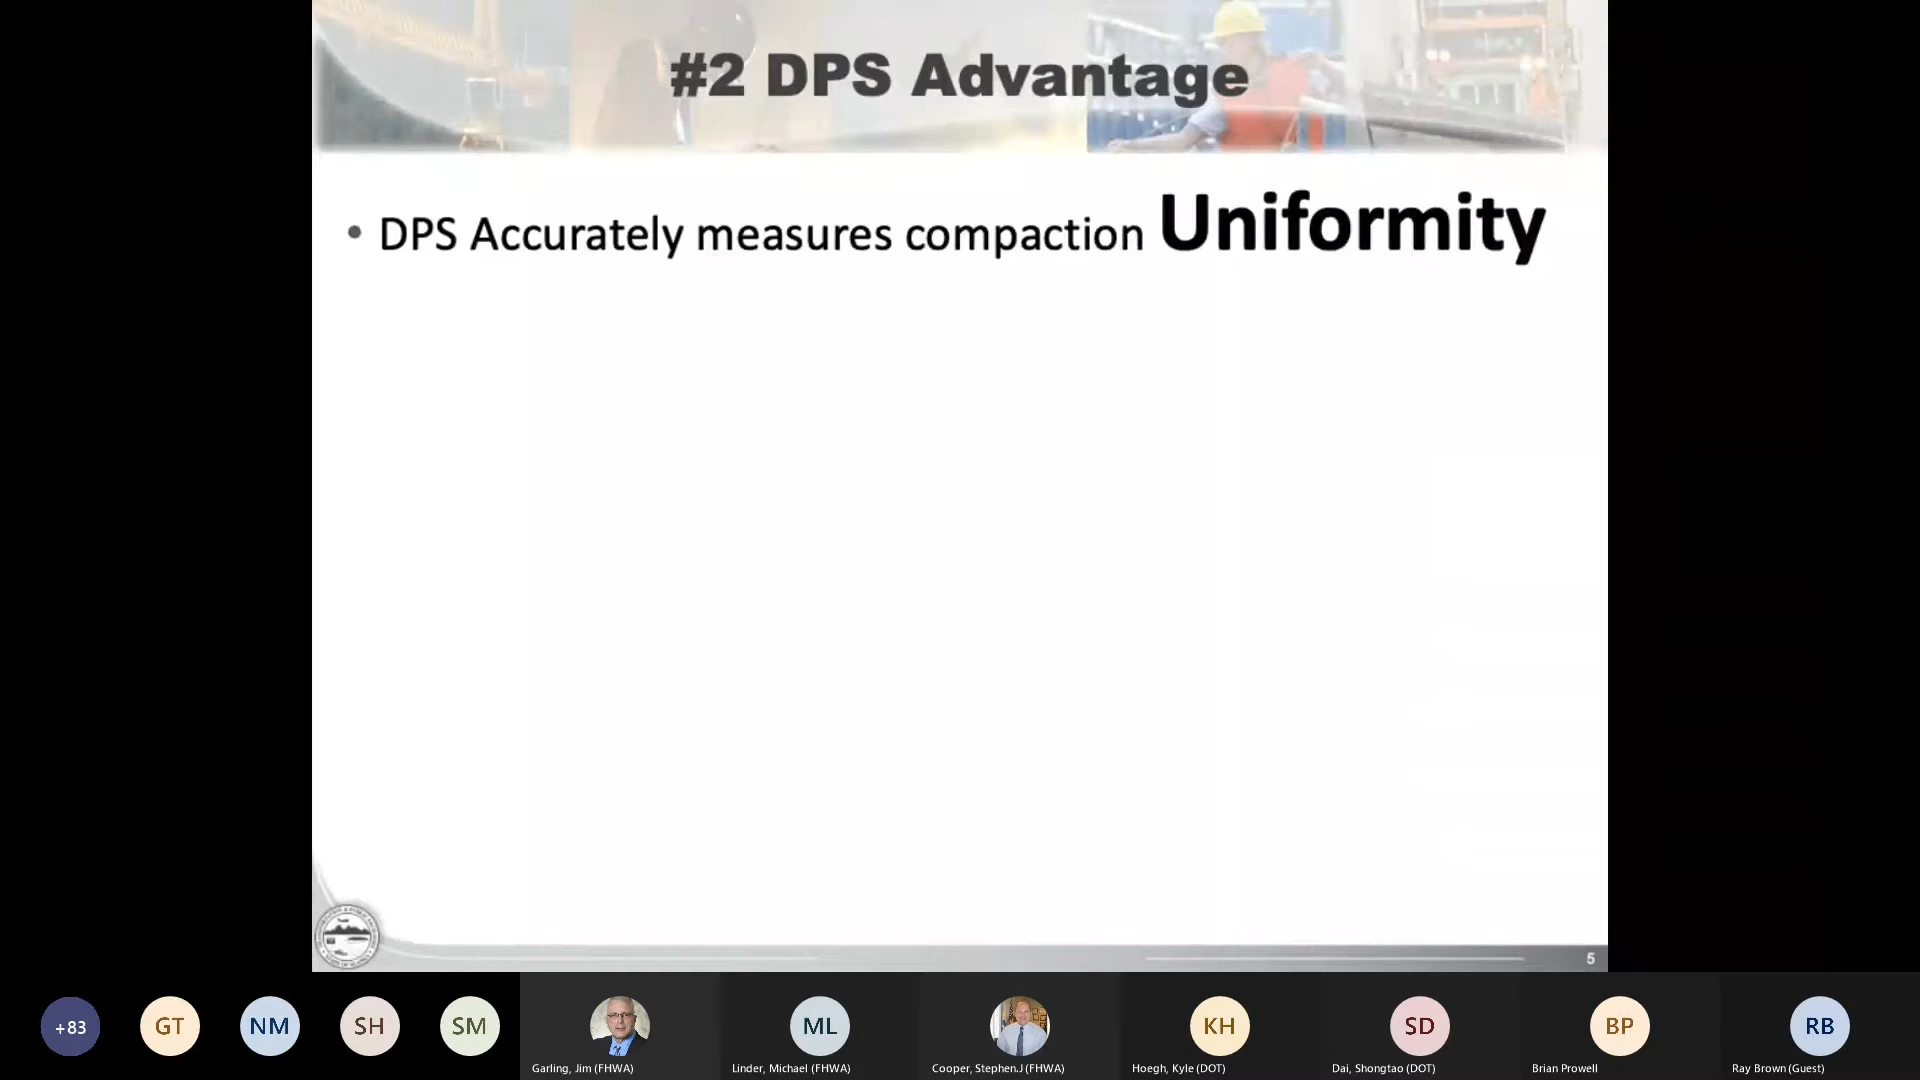 #2 DPS Advantage
• DPS Accurately measures compaction Uniformity
5
+83
GT
NM
SH
SM
ML
KH
SD
BP
RB
Garling, Jim (FHWA)
Linder, Michael (FHWA)
Cooper, Stephen.J (FHWA)
Hoegh, Kyle (DOT)
Dai, Shongtao (DOT)
Brian Prowell
Ray Brown (Guest)